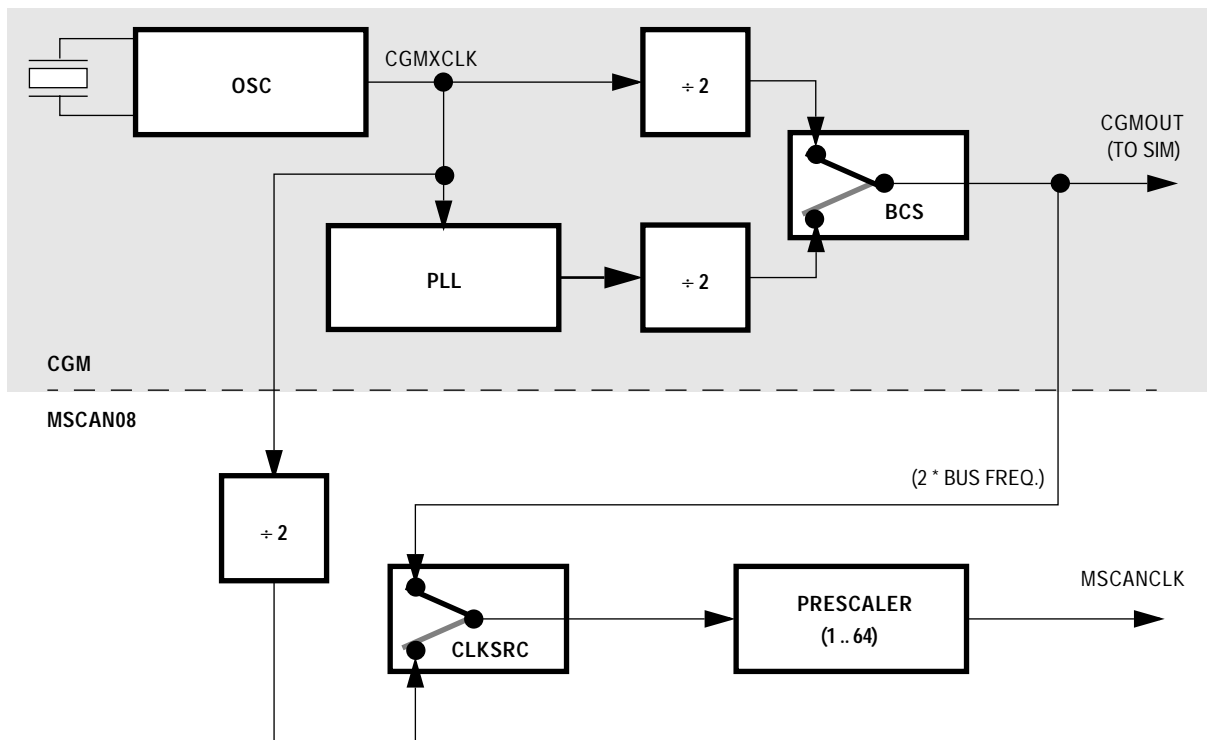 CGMXCLK
OSC
÷ 2
CGMOUT
(TO SIM)
BCS
PLL
÷ 2
CGM
MSCAN08
(2 * BUS FREQ.)
÷ 2
MSCANCLK
PRESCALER
(1 .. 64)
CLKSRC